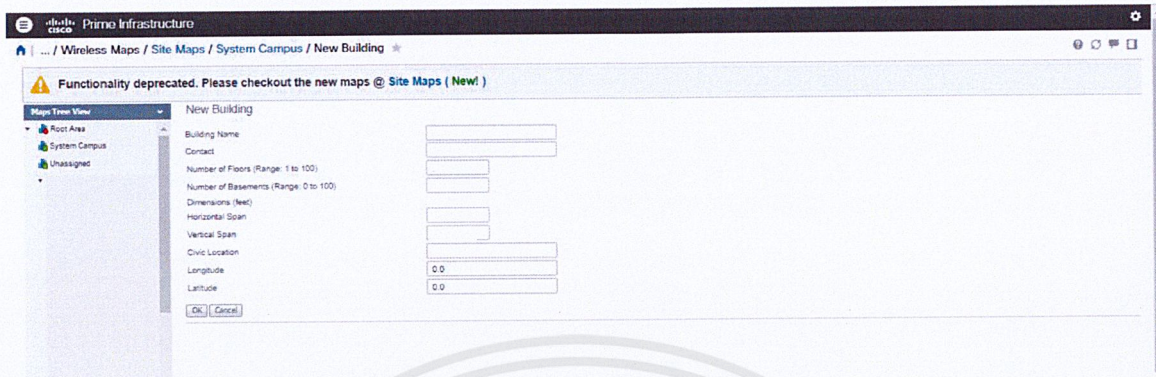 cisco Prime Infrastructure
... / Wireless Maps / Site Maps / System Campus / New Building
Functionality deprecated. Please checkout the new maps @ Site Maps ( New! )
Maps Tree View
Root Area
System Campus
Unassigned
New Building
Building Name
Contact
Number of Floors (Range: 1 to 100)
Number of Basements (Range: 0 to 100)
Dimensions (feet)
Horizontal Span
Vertical Span
Civic Location
Longitude 0.0
Latitude 0.0
OK Cancel